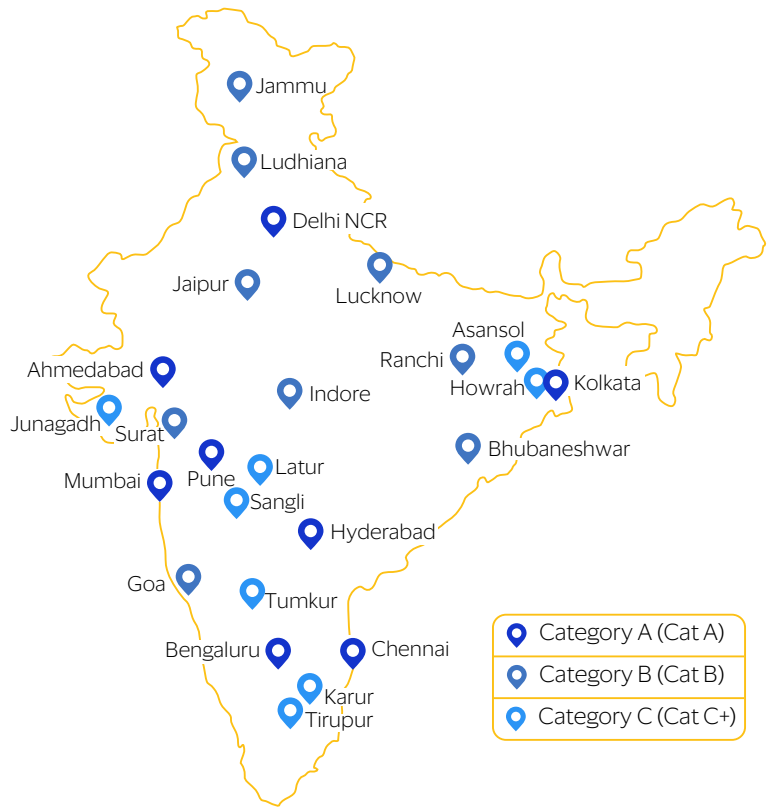 Jammu
Ludhiana
Delhi NCR
Jaipur
Lucknow
Asansol
Ranchi
Ahmedabad
Howrah
Kolkata
Indore
Junagadh
Surat
Bhubaneshwar
Latur
Mumbai
Pune
Sangli
Hyderabad
Goa
Tumkur
Bengaluru
Chennai
Karur
Tirupur
Category A (Cat A)
Category B (Cat B)
Category C (Cat C+)